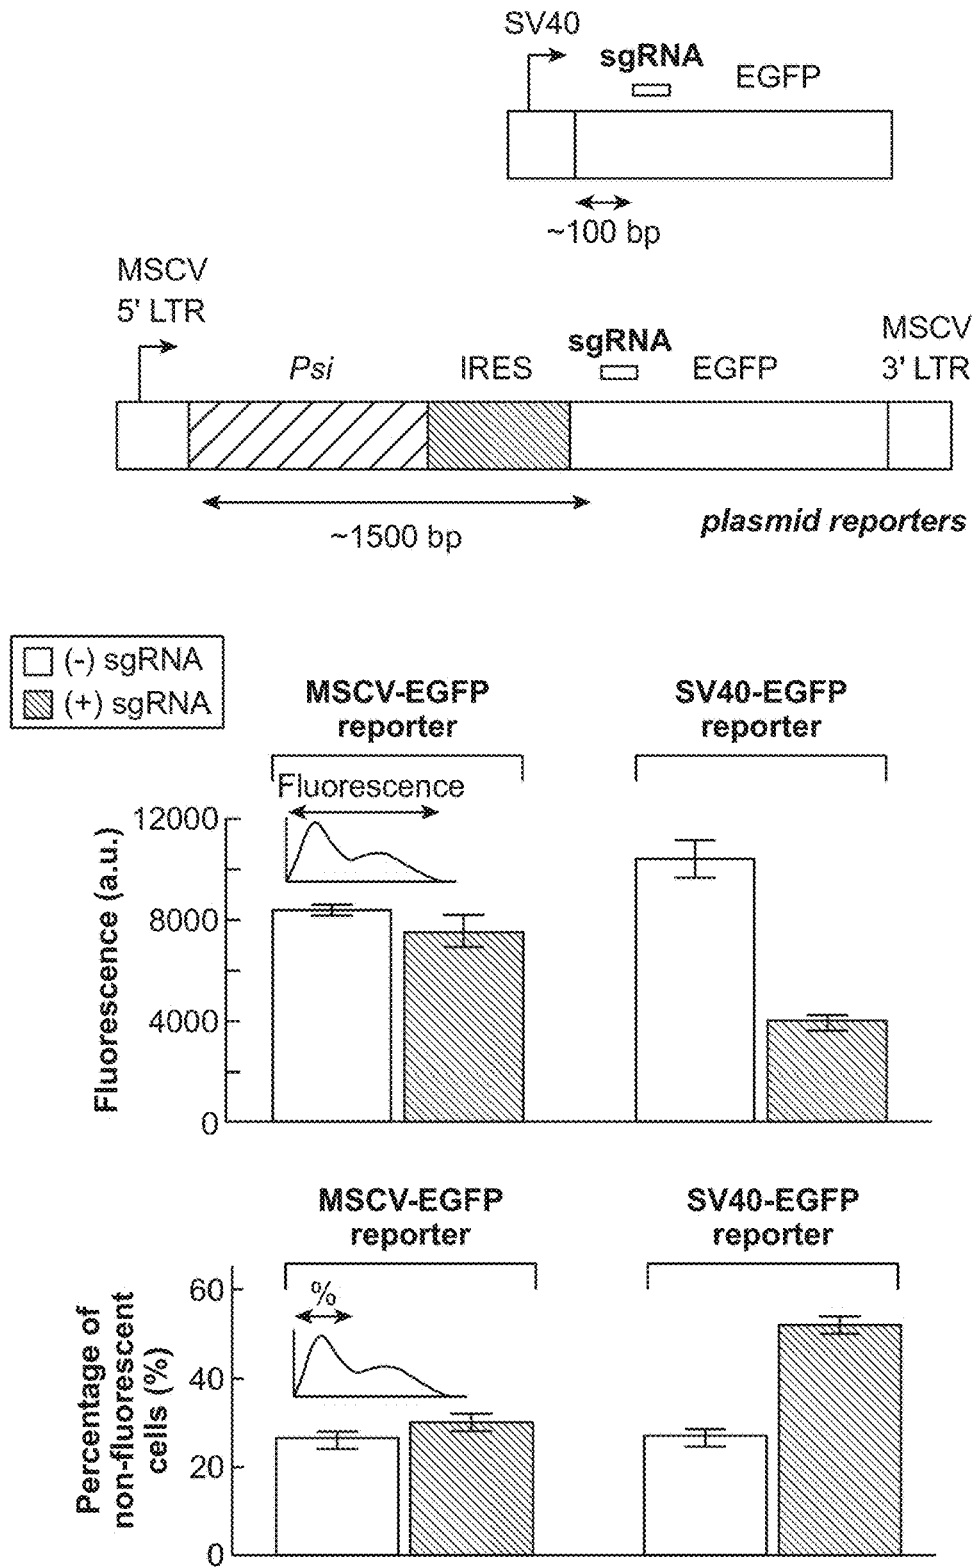 SV40
sgRNA
EGFP
~100 bp
MSCV
5' LTR
Psi
IRES
sgRNA
EGFP
MSCV
3' LTR
~1500 bp
plasmid reporters
(-) sgRNA
(+) sgRNA
MSCV-EGFP
reporter
SV40-EGFP
reporter
Fluorescence
Fluorescence (a.u.)
12000
8000
4000
0
MSCV-EGFP
reporter
SV40-EGFP
reporter
%
Percentage of
non-fluorescent
cells (%)
60
40
20
0